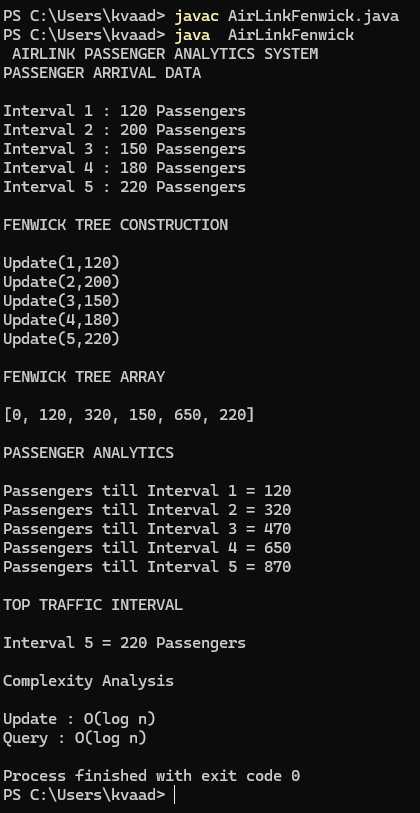 PS C:\Users\kvaad> javac AirLinkFenwick.java
PS C:\Users\kvaad> java  AirLinkFenwick
 AIRLINK PASSENGER ANALYTICS SYSTEM
PASSENGER ARRIVAL DATA

Interval 1 : 120 Passengers
Interval 2 : 200 Passengers
Interval 3 : 150 Passengers
Interval 4 : 180 Passengers
Interval 5 : 220 Passengers

FENWICK TREE CONSTRUCTION

Update(1,120)
Update(2,200)
Update(3,150)
Update(4,180)
Update(5,220)

FENWICK TREE ARRAY

[0, 120, 320, 150, 650, 220]

PASSENGER ANALYTICS

Passengers till Interval 1 = 120
Passengers till Interval 2 = 320
Passengers till Interval 3 = 470
Passengers till Interval 4 = 650
Passengers till Interval 5 = 870

TOP TRAFFIC INTERVAL

Interval 5 = 220 Passengers

Complexity Analysis

Update : O(log n)
Query : O(log n)

Process finished with exit code 0
PS C:\Users\kvaad>